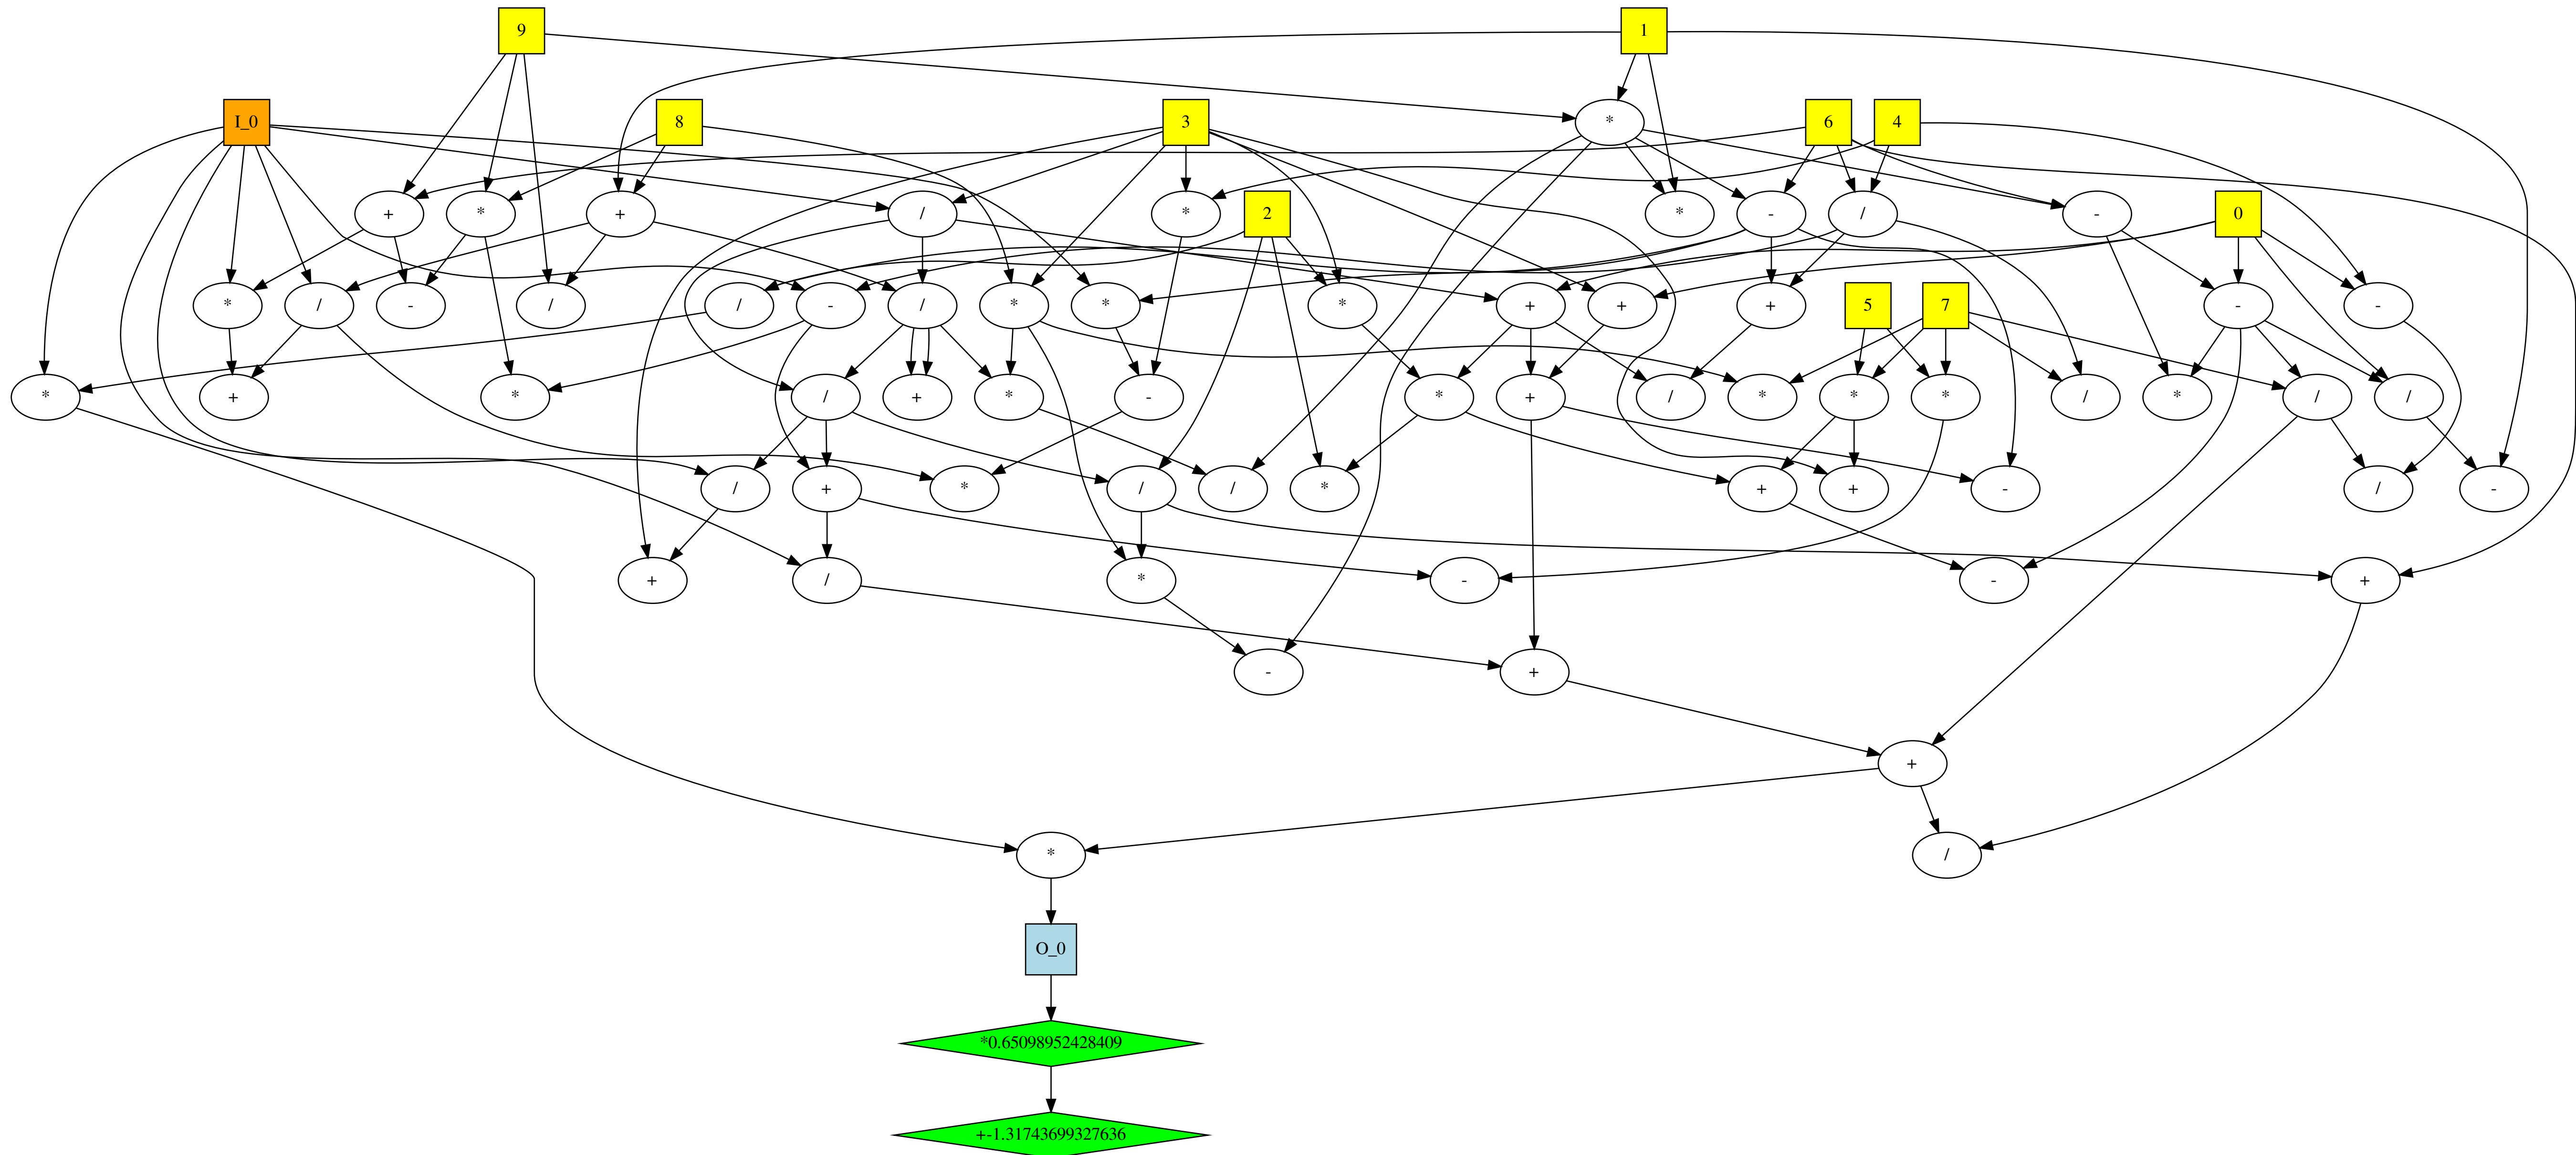 9 1
I_0 8 3 * 6 4
+ * + / * 2 * - / - 0
* / - / / - / * * * + + + 5 7 - -
* + * / + * - * + / * * * / * / /
/ + * / / * + + - / -
+ / * - - +
- +
+
* /
O_0
*0.65098952428409
+-1.31743699327636